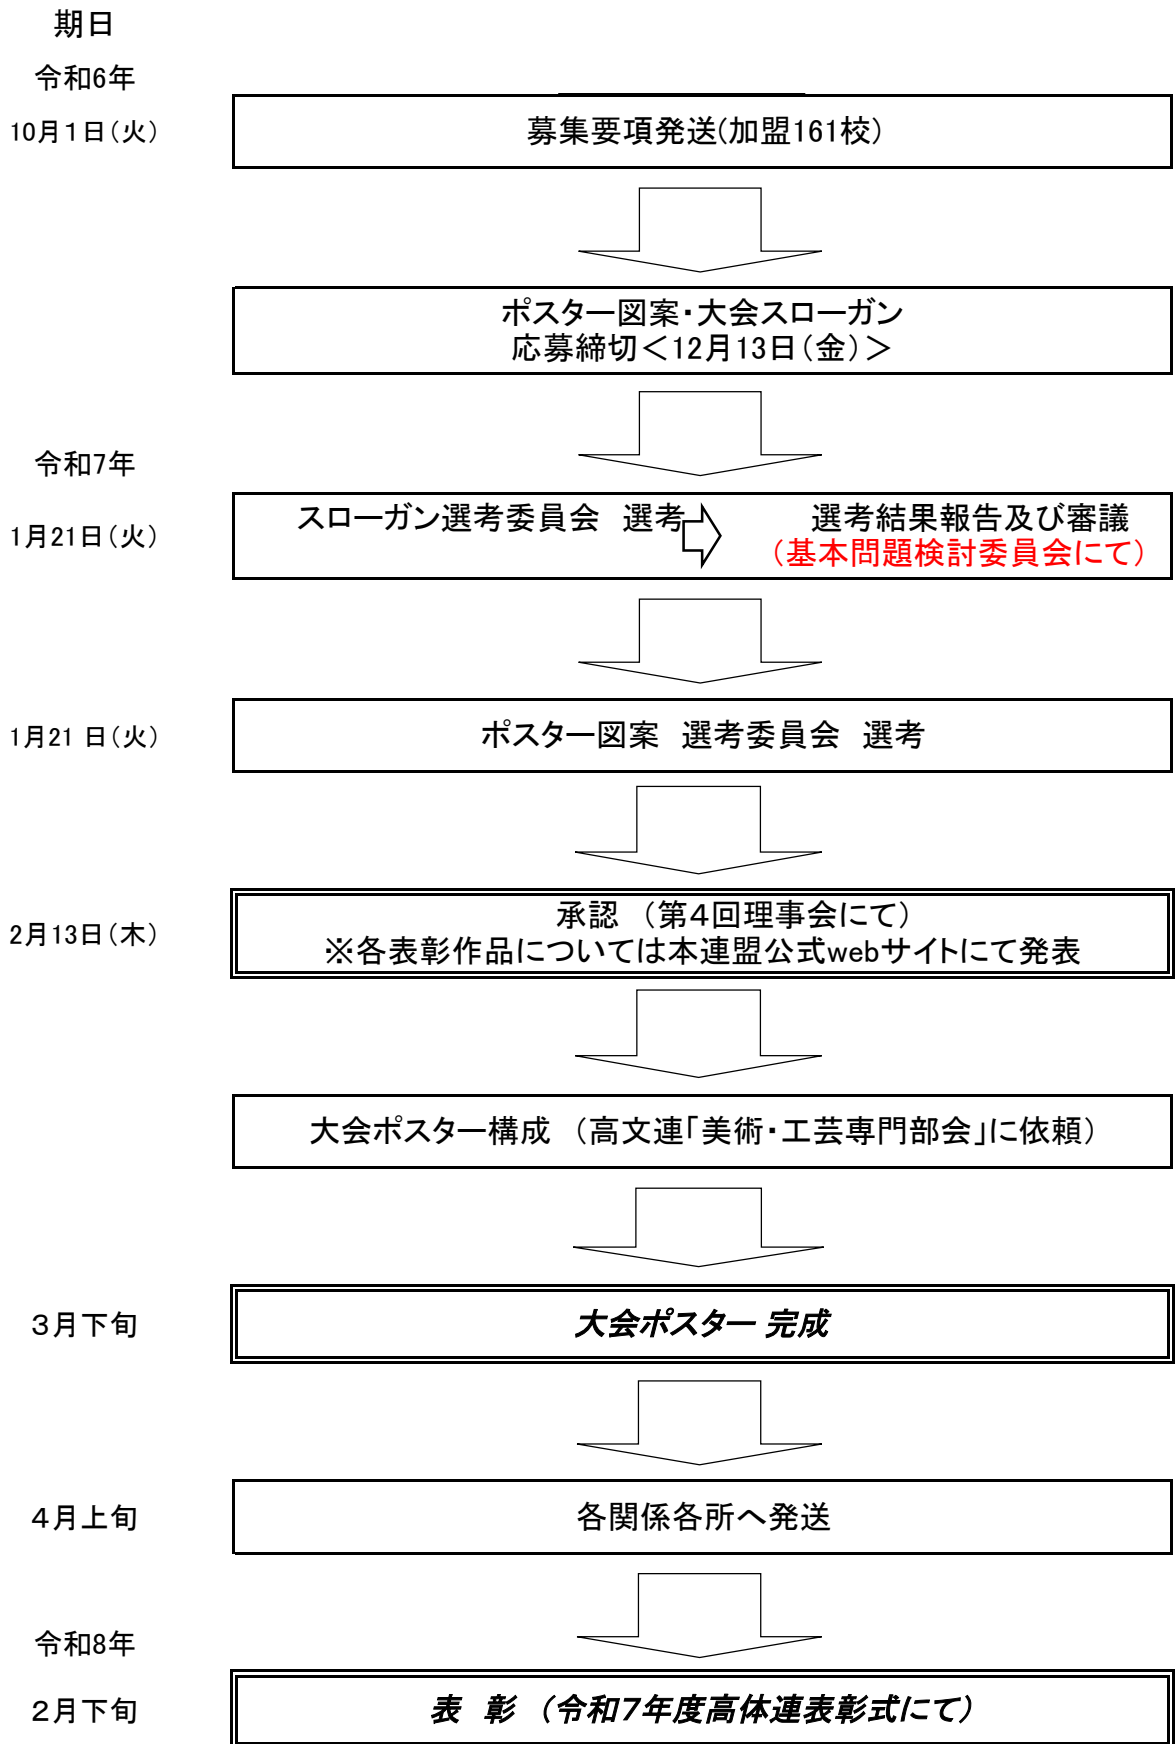 期日
令和6年
10月１日（火）
募集要項発送(加盟161校)
ポスター図案・大会スローガン
応募締切＜12月13日（金）＞
令和7年
1月21日（火）
スローガン選考委員会　選考
選考結果報告及び審議
（基本問題検討委員会にて）
1月21 日（火）
ポスター図案　選考委員会　選考
2月13日（木）
承認　（第４回理事会にて）
※各表彰作品については本連盟公式webサイトにて発表
大会ポスター構成　（高文連「美術・工芸専門部会」に依頼）
３月下旬
大会ポスター 完成
４月上旬
各関係各所へ発送
令和8年
２月下旬
表　彰　（令和７年度高体連表彰式にて）